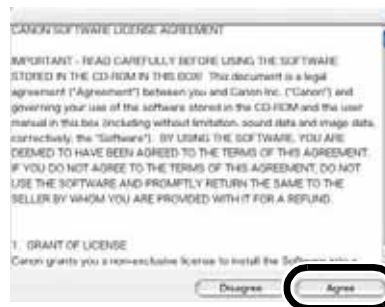 CANON SOFTWARE LICENSE AGREEMENT
IMPORTANT - READ CAREFULLY BEFORE USING THE SOFTWARE
STORED IN THE CD-ROM IN THIS BOX! This document is a legal
agreement ("Agreement") between you and Canon Inc. ("Canon") and
governing your use of the software stored in the CD-ROM and the user
manual in this box (including without limitation, sound data and image data,
correctively, the "Software"). BY USING THE SOFTWARE, YOU ARE
DEEMED TO HAVE BEEN AGREED TO THE TERMS OF THIS AGREEMENT.
IF YOU DO NOT AGREE TO THE TERMS OF THIS AGREEMENT, DO NOT
USE THE SOFTWARE AND PROMPTLY RETURN THE SAME TO THE
SELLER BY WHOM YOU ARE PROVIDED WITH IT FOR A REFUND.
1. GRANT OF LICENSE
Canon grants you a non-exclusive license to install the Software
Disagree Agree